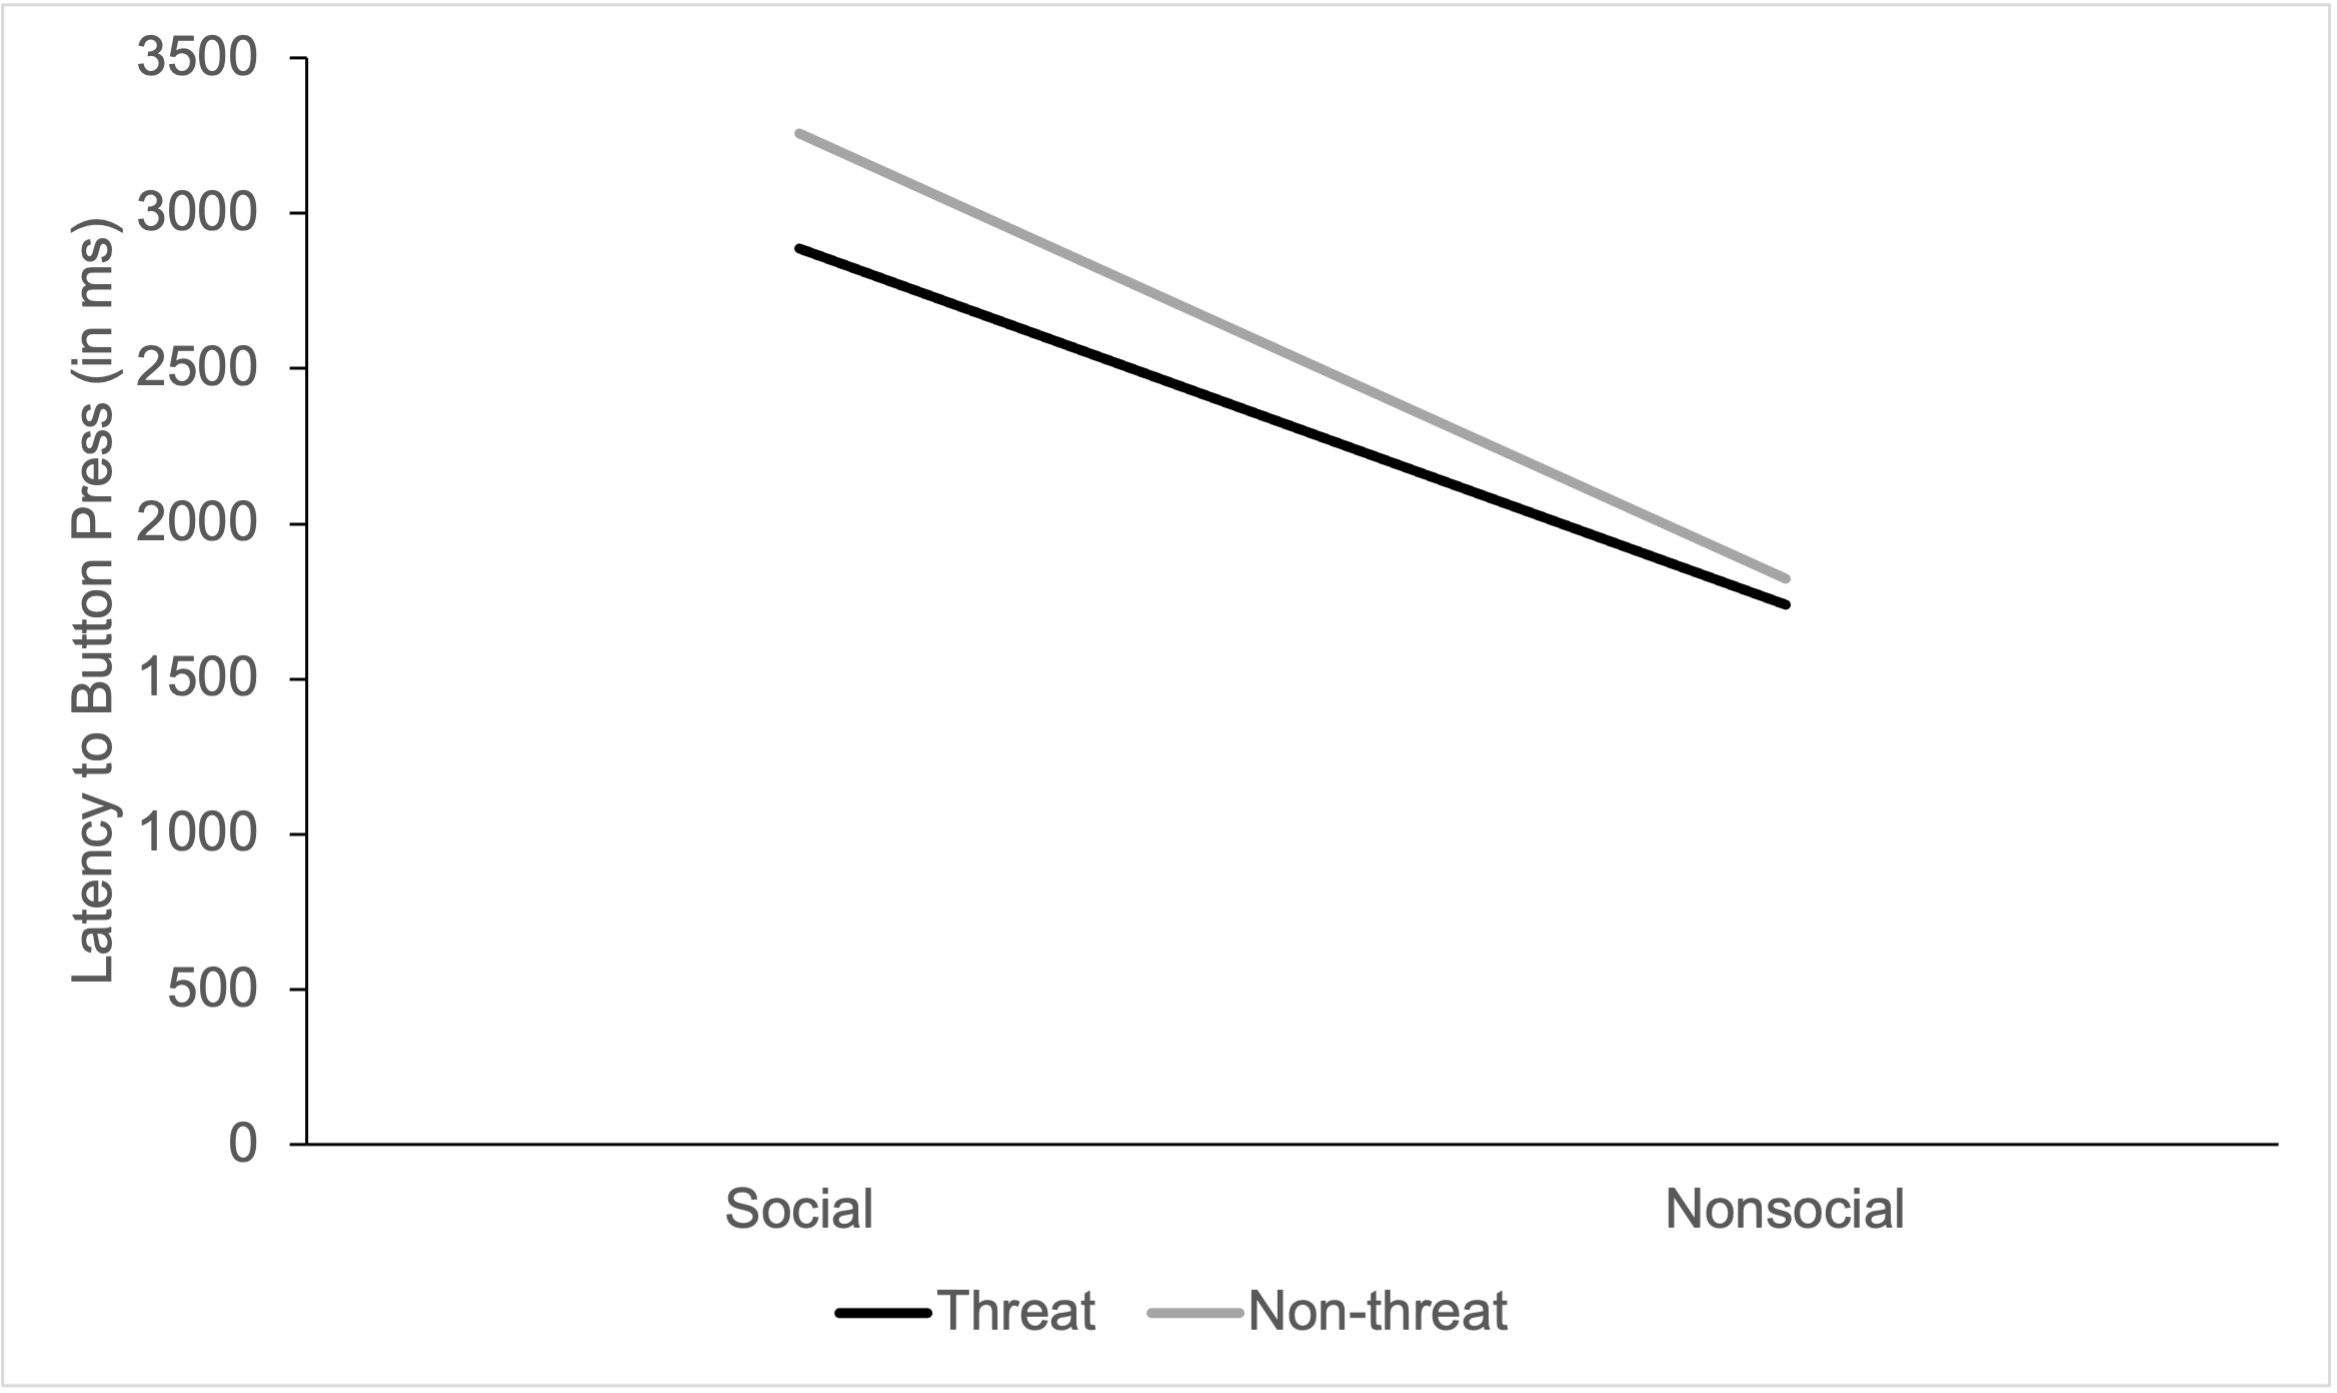 Latency to Button Press (in ms)
3500
3000
2500
2000
1500
1000
500
0
Social Nonsocial
Threat Non-threat